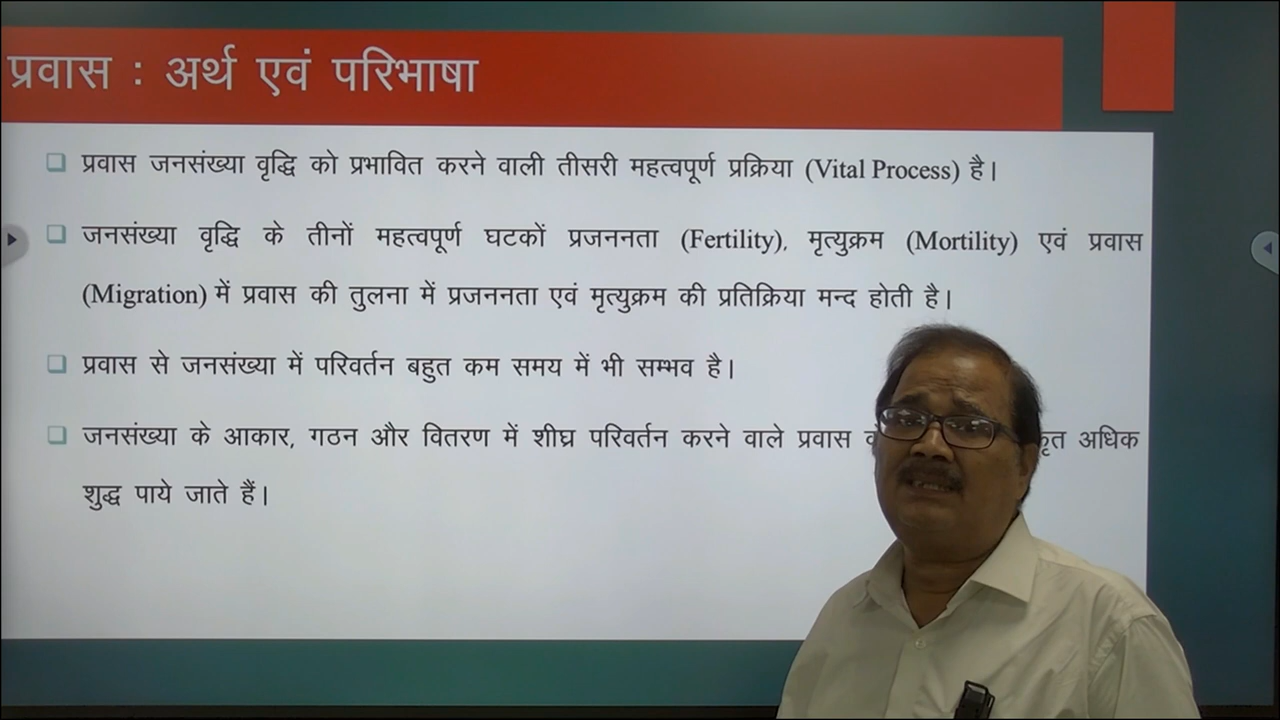 प्रवास : अर्थ एवं परिभाषा
❑ प्रवास जनसंख्या वृद्धि को प्रभावित करने वाली तीसरी महत्वपूर्ण प्रक्रिया (Vital Process) है।
❑ जनसंख्या वृद्धि के तीनों महत्वपूर्ण घटकों प्रजननता (Fertility), मृत्युक्रम (Mortility) एवं प्रवास
(Migration) में प्रवास की तुलना में प्रजननता एवं मृत्युक्रम की प्रतिक्रिया मन्द होती है।
❑ प्रवास से जनसंख्या में परिवर्तन बहुत कम समय में भी सम्भव है।
❑ जनसंख्या के आकार, गठन और वितरण में शीघ्र परिवर्तन करने वाले प्रवास अधिक
शुद्ध पाये जाते हैं।